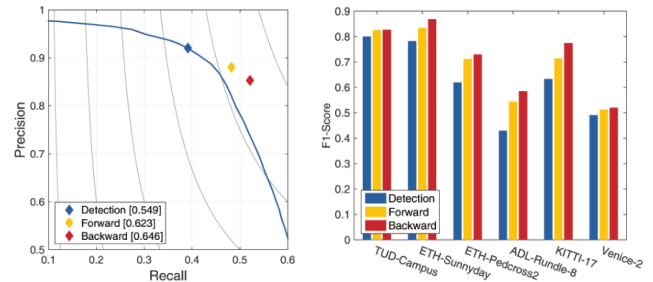 1
0.9
0.8
0.7
0.6
0.5
Precision
0.1
0.2
0.3
0.4
0.5
0.6
Recall
Detection [0.549]
Forward [0.623]
Backward [0.646]
0.9
0.8
0.7
0.6
0.5
0.4
0.3
0.2
0.1
0
F1-Score
Detection
Forward
Backward
TUD-Campus
ETH-Sunnyday
ETH-Pedcross2
ADL-Rundle-8
KITTI-17
Venice-2